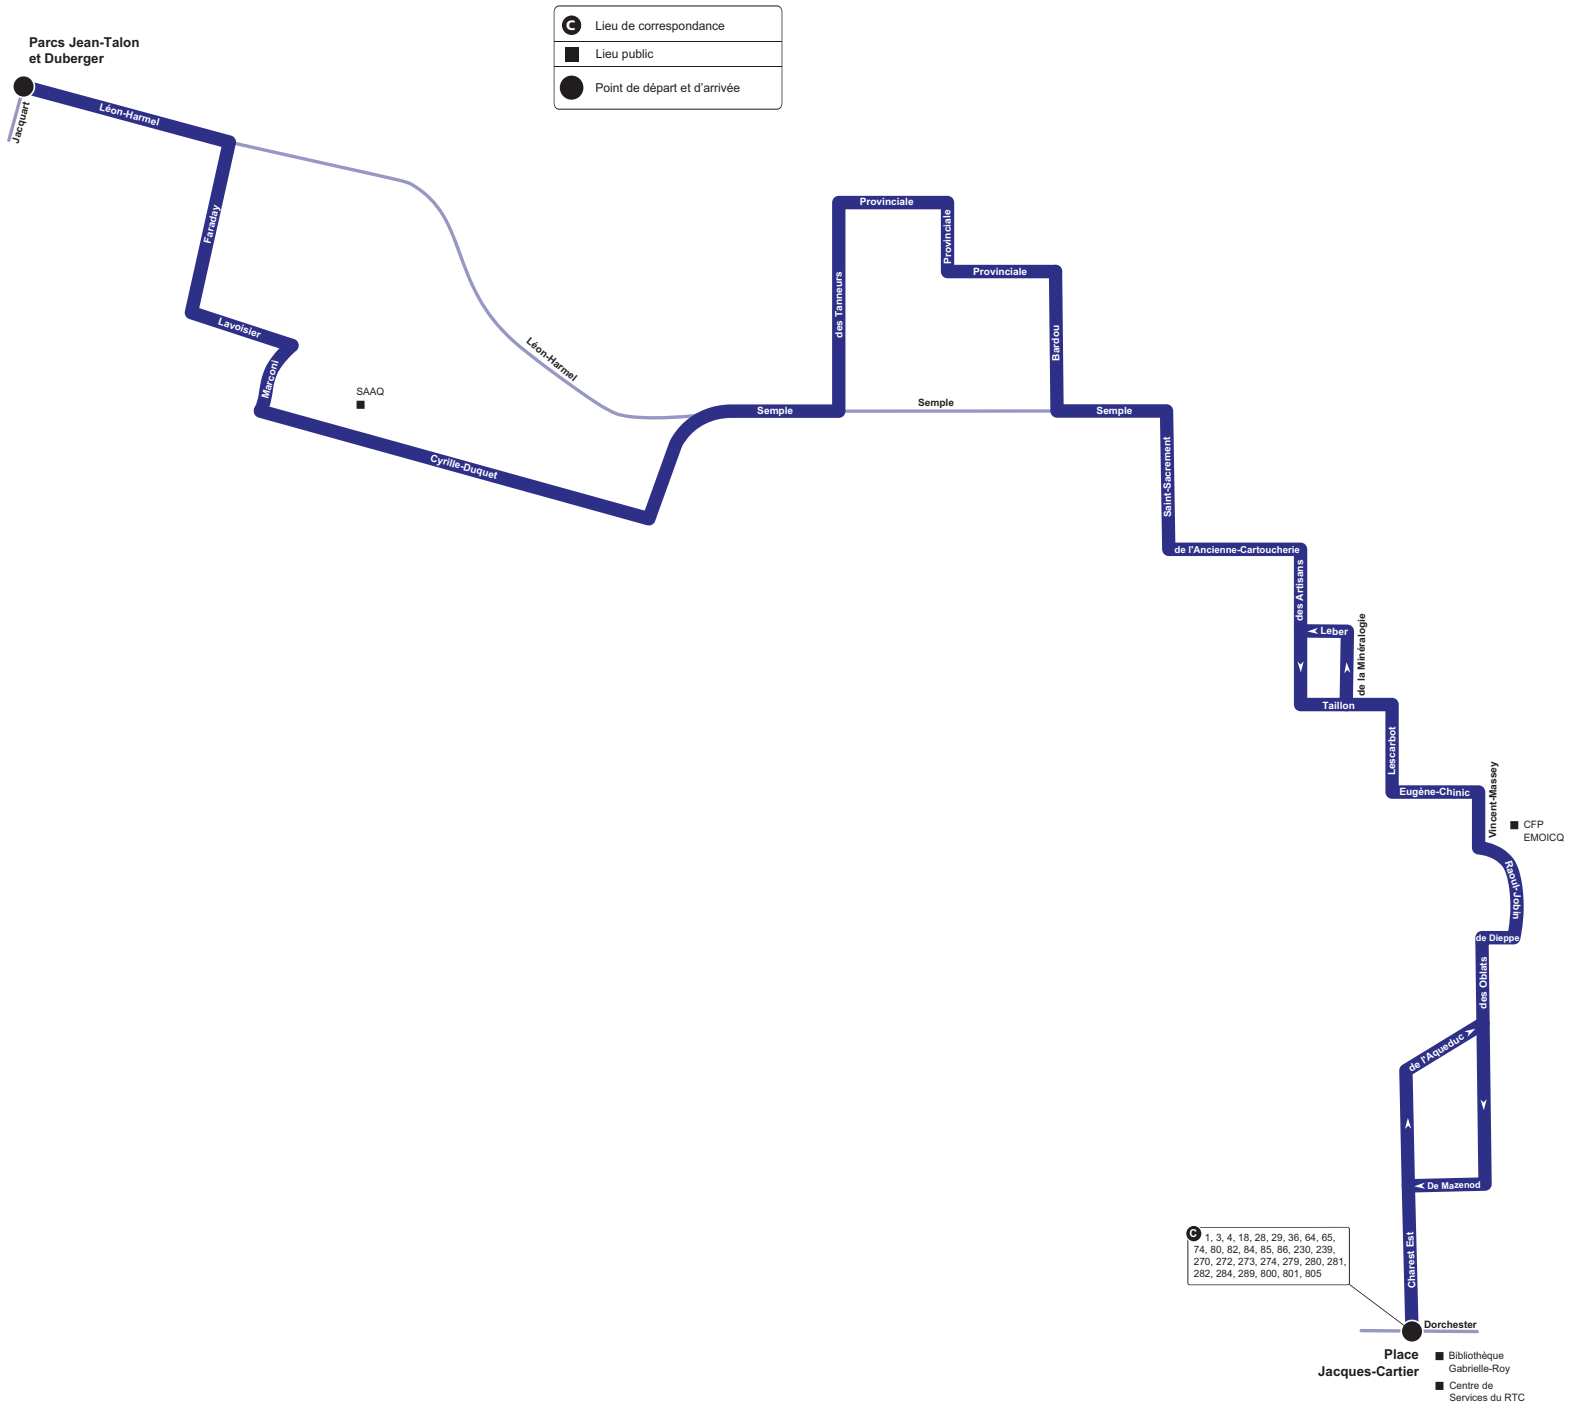 C Lieu de correspondance
Lieu public
Point de départ et d'arrivée
Parcs Jean-Talon
et Duberger
Jacquart
Léon-Harmel
Faraday
Lavoisier
Marconi
SAAQ
Cyrille-Duquet
Léon-Harmel
Semple
des Tanneurs
Provinciale
Provinciale
Provinciale
Bardou
Semple
Semple
Saint-Sacrement
de l'Ancienne-Cartoucherie
des Artisans
Leber
de la Minéralogie
Taillon
Lescarbot
Eugène-Chinic
Vincent-Massey
CFP
EMOICQ
Raoul-Jobin
de Dieppe
des Oblats
de l'Aqueduc
De Mazenod
Charest Est
C 1, 3, 4, 18, 28, 29, 36, 64, 65,
74, 80, 82, 84, 85, 86, 230, 239,
270, 272, 273, 274, 279, 280, 281,
282, 284, 289, 800, 801, 805
Dorchester
Place
Jacques-Cartier
Bibliothèque
Gabrielle-Roy
Centre de
Services du RTC